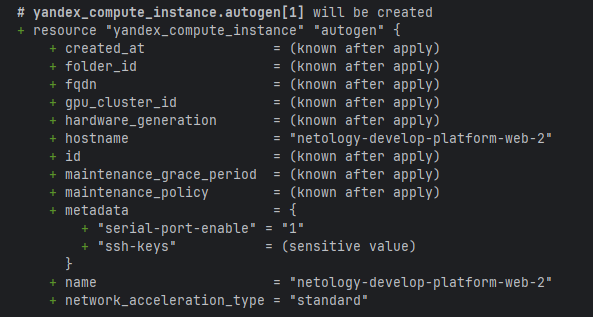 # yandex_compute_instance.autogen[1] will be created
+ resource "yandex_compute_instance" "autogen" {
+ created_at = (known after apply)
+ folder_id = (known after apply)
+ fqdn = (known after apply)
+ gpu_cluster_id = (known after apply)
+ hardware_generation = (known after apply)
+ hostname = "netology-develop-platform-web-2"
+ id = (known after apply)
+ maintenance_grace_period = (known after apply)
+ maintenance_policy = (known after apply)
+ metadata = {
+ "serial-port-enable" = "1"
+ "ssh-keys" = (sensitive value)
}
+ name = "netology-develop-platform-web-2"
+ network_acceleration_type = "standard"